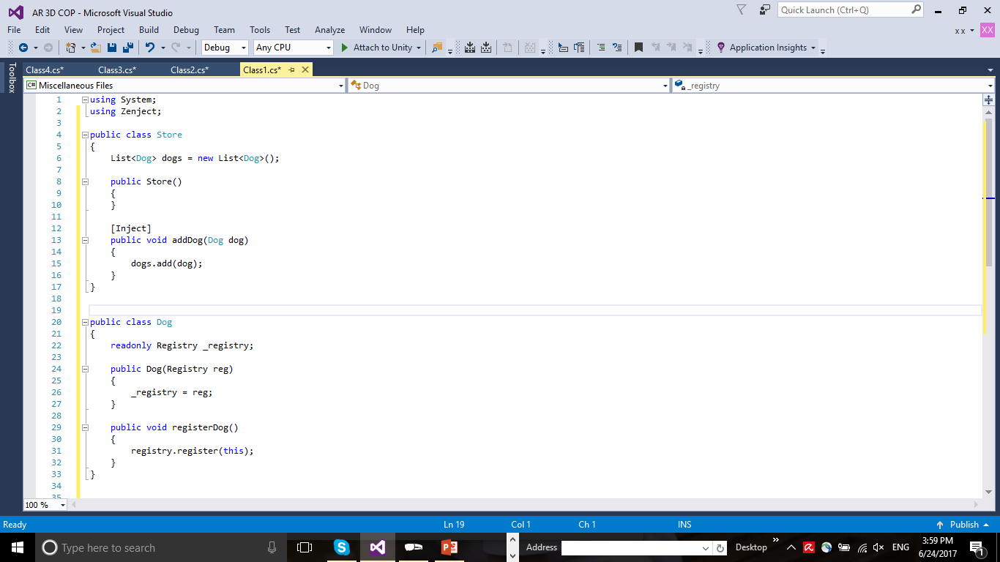 AR 3D COP - Microsoft Visual Studio
Quick Launch (Ctrl+Q)
File Edit View Project Build Debug Team Tools Test Analyze Window Help
x x
XX
Debug Any CPU Attach to Unity Application Insights
Toolbox
Class4.cs* Class3.cs* Class2.cs* Class1.cs*
C# Miscellaneous Files Dog _registry
1 using System;
2 using Zenject;
3
4 public class Store
5 {
6 List<Dog> dogs = new List<Dog>();
7
8 public Store()
9 {
10 }
11
12 [Inject]
13 public void addDog(Dog dog)
14 {
15 dogs.add(dog);
16 }
17 }
18
19
20 public class Dog
21 {
22 readonly Registry _registry;
23
24 public Dog(Registry reg)
25 {
26 _registry = reg;
27 }
28
29 public void registerDog()
30 {
31 registry.register(this);
32 }
33 }
34
35
100 %
Ready Ln 19 Col 1 Ch 1 INS Publish
Type here to search
Address
Desktop
ENG
3:59 PM
6/24/2017
1